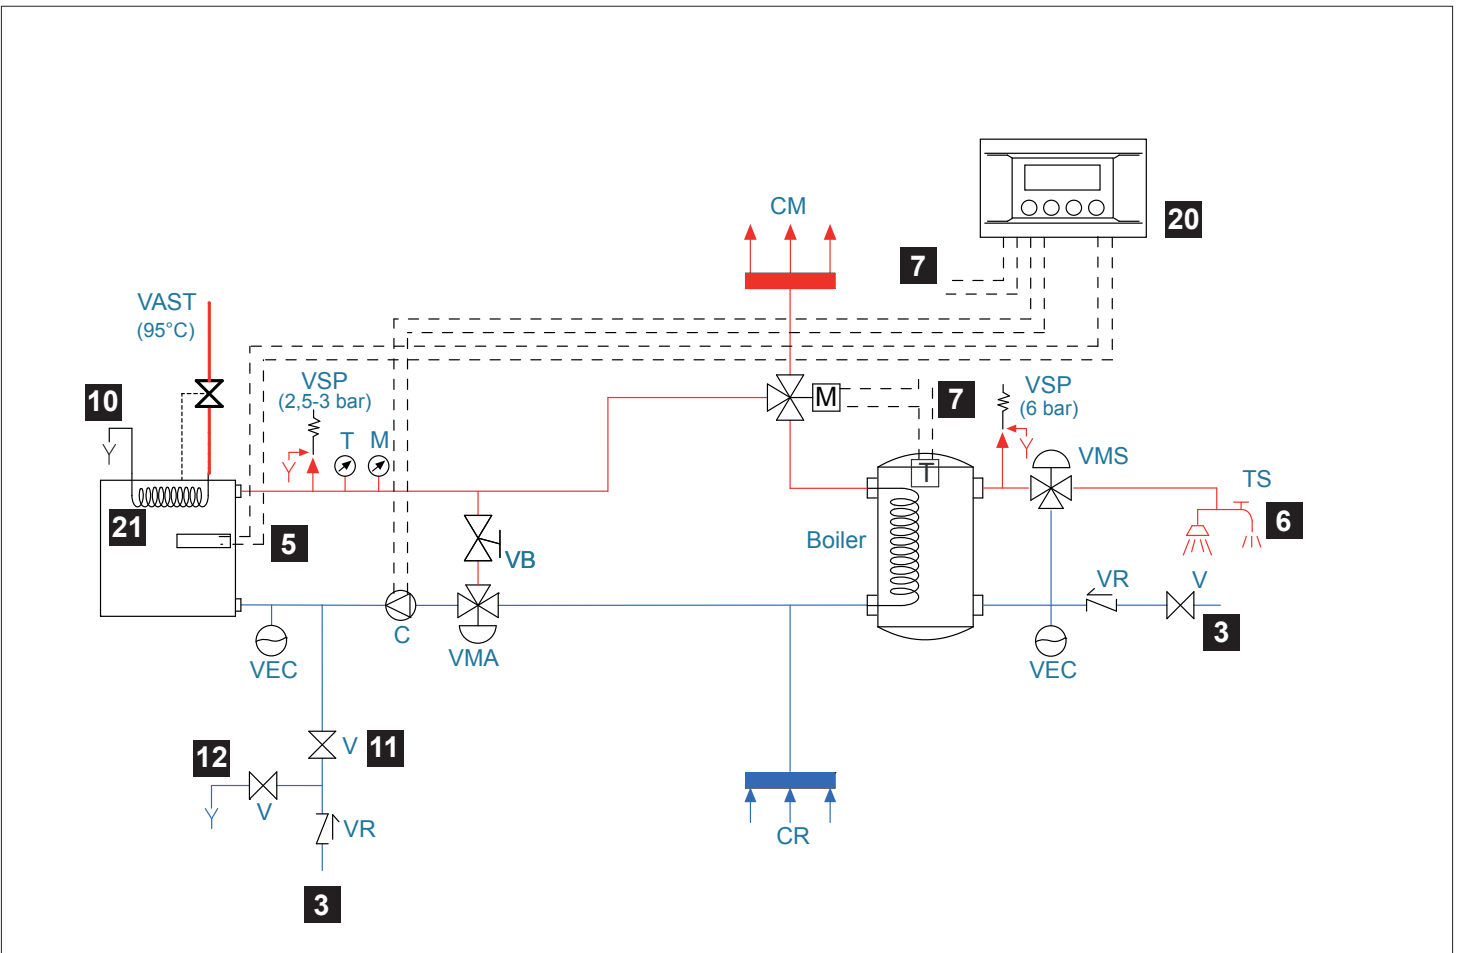 CM
20
7
VAST
(95°C)
10
VSP
(2,5-3 bar)
T
M
M
7
VSP
(6 bar)
VMS
T
TS
6
21
5
Boiler
VB
VR
V
3
C
VMA
VEC
VEC
12
V
11
V
VR
CR
3